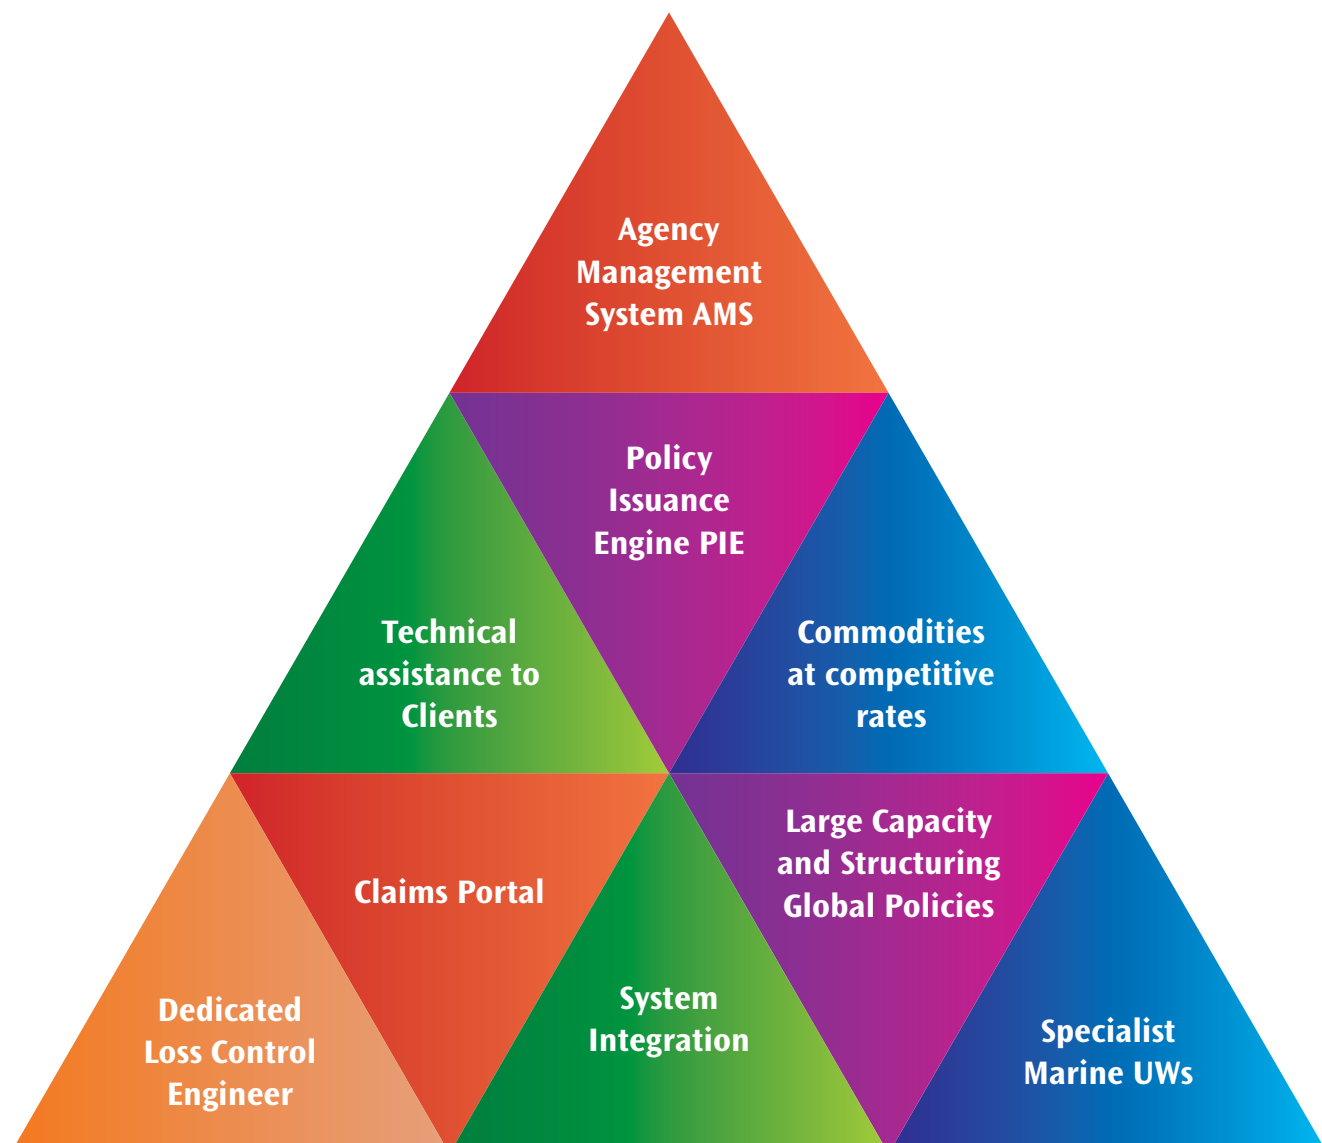 Agency
Management
System AMS
Policy
Issuance
Engine PIE
Technical
assistance to
Clients
Commodities
at competitive
rates
Claims Portal
Large Capacity
and Structuring
Global Policies
Dedicated
Loss Control
Engineer
System
Integration
Specialist
Marine UWs